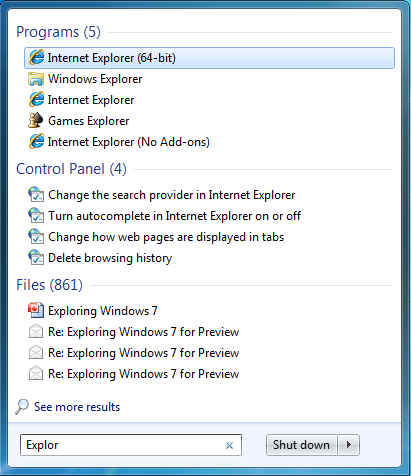 Programs (5)
Internet Explorer (64-bit)
Windows Explorer
Internet Explorer
Games Explorer
Internet Explorer (No Add-ons)
Control Panel (4)
Change the search provider in Internet Explorer
Turn autocomplete in Internet Explorer on or off
Change how web pages are displayed in tabs
Delete browsing history
Files (861)
Exploring Windows 7
Re: Exploring Windows 7 for Preview
Re: Exploring Windows 7 for Preview
Re: Exploring Windows 7 for Preview
See more results
Explor Shut down